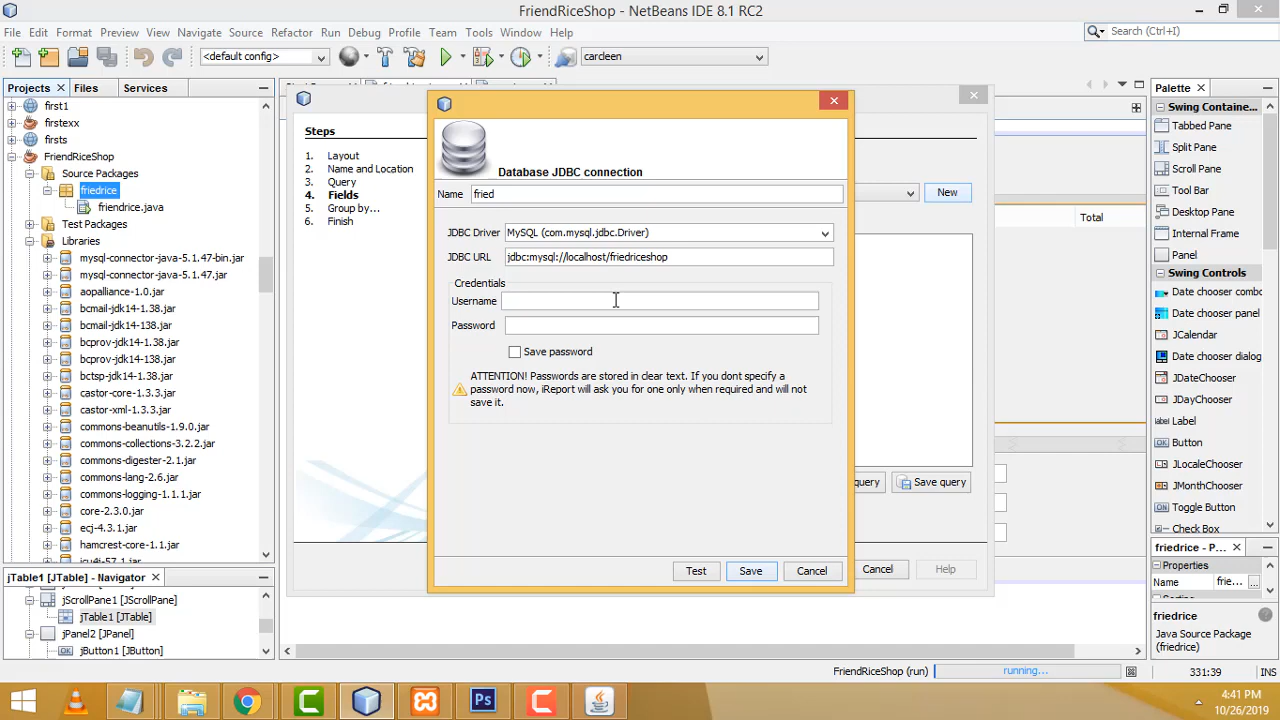 FriendRiceShop - NetBeans IDE 8.1 RC2
File Edit Format Preview View Navigate Source Refactor Run Debug Profile Team Tools Window Help
Search (Ctrl+I)
<default config>
cardeen
Projects Files Services
first1
firstexx
firsts
FriendRiceShop
Source Packages
friedrice
friendrice.java
Test Packages
Libraries
mysql-connector-java-5.1.47-bin.jar
mysql-connector-java-5.1.47.jar
aopalliance-1.0.jar
bcmail-jdk14-1.38.jar
bcmail-jdk14-138.jar
bcprov-jdk14-1.38.jar
bcprov-jdk14-138.jar
bctsp-jdk14-1.38.jar
castor-core-1.3.3.jar
castor-xml-1.3.3.jar
commons-beanutils-1.9.0.jar
commons-collections-3.2.2.jar
commons-digester-2.1.jar
commons-lang-2.6.jar
commons-logging-1.1.1.jar
core-2.3.0.jar
ecj-4.3.1.jar
hamcrest-core-1.1.jar
jTable1 [JTable] - Navigator
jScrollPane1 [JScrollPane]
jTable1 [JTable]
jPanel2 [JPanel]
jButton1 [JButton]
Steps
1. Layout
2. Name and Location
3. Query
4. Fields
5. Group by...
6. Finish
New
Total
query
Save query
Cancel
Help
Database JDBC connection
Name fried
JDBC Driver MySQL (com.mysql.jdbc.Driver)
JDBC URL jdbc:mysql://localhost/friedriceshop
Credentials
Username
Password
Save password
ATTENTION! Passwords are stored in clear text. If you dont specify a
password now, iReport will ask you for one only when required and will not
save it.
Test Save Cancel
Palette
Swing Containe...
Tabbed Pane
Split Pane
Scroll Pane
Tool Bar
Desktop Pane
Internal Frame
Panel
Swing Controls
Date chooser combo
Date chooser panel
JCalendar
Date chooser dialog
JDateChooser
JDayChooser
Label
Button
JLocaleChooser
JMonthChooser
Toggle Button
Check Box
friedrice - P...
Properties
Name frie... ...
friedrice
Java Source Package
(friedrice)
FriendRiceShop (run) running...
331:39 INS
Ps
4:41 PM
10/26/2019